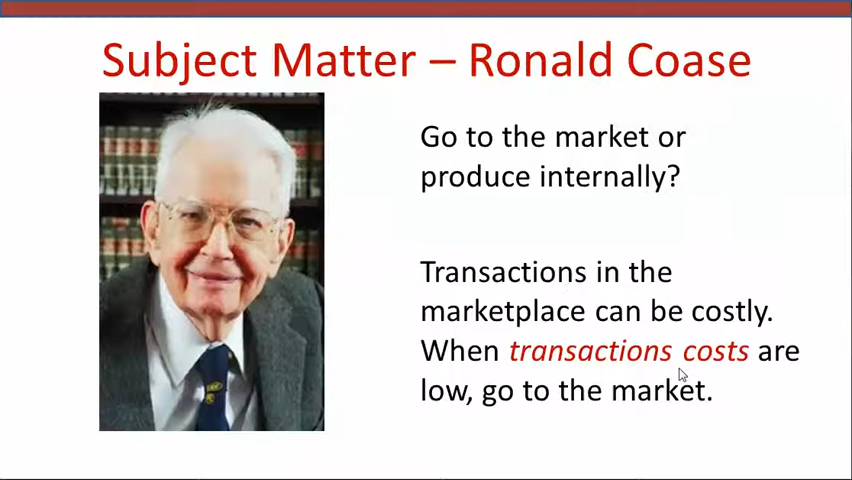 Subject Matter – Ronald Coase
Go to the market or
produce internally?
Transactions in the
marketplace can be costly.
When transactions costs are
low, go to the market.